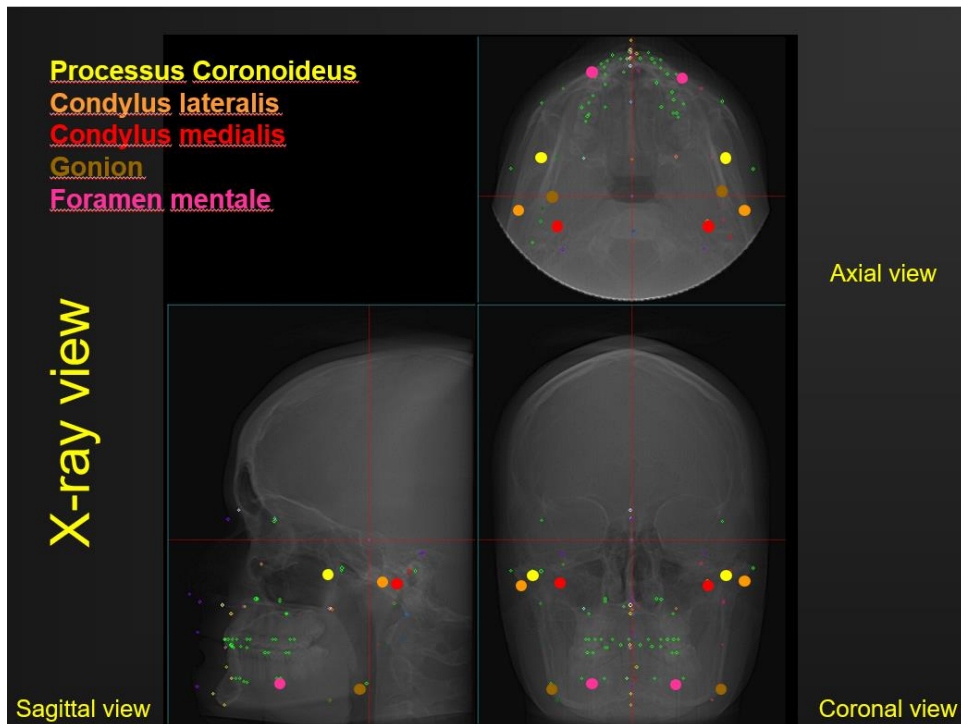 Processus Coronoideus
Condylus lateralis
Condylus medialis
Gonion
Foramen mentale
Axial view
X-ray view
Sagittal view
Coronal view